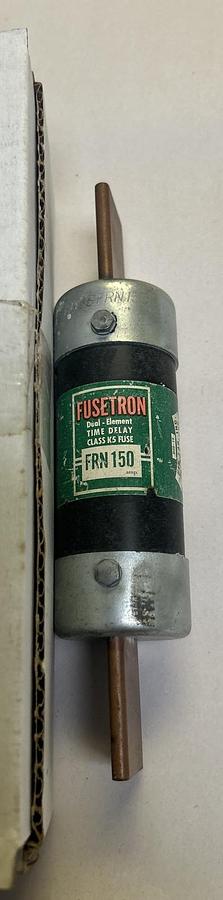 FUSETRON
Dual-Element
TIME DELAY
CLASS K5 FUSE
FRN 150
amps